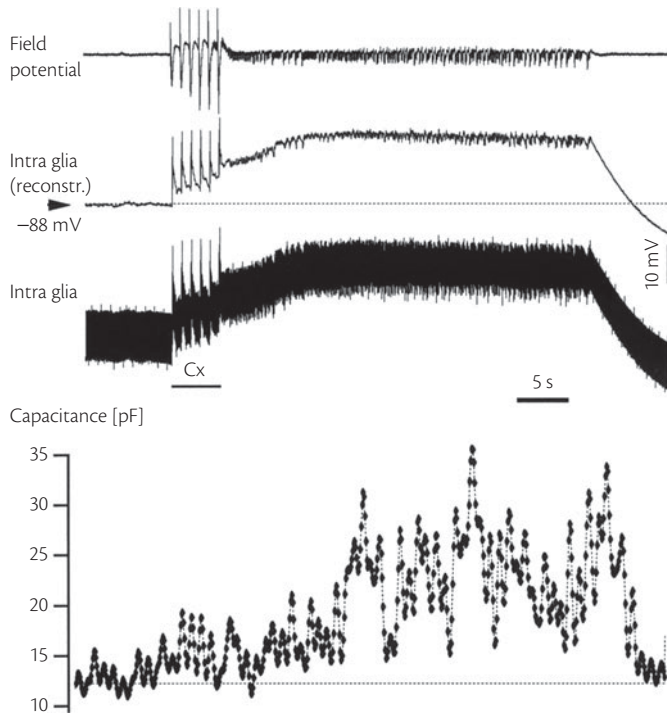 Field
potential
Intra glia
(reconstr.)
–88 mV
10 mV
Intra glia
Cx
5 s
Capacitance [pF]
35
30
25
20
15
10